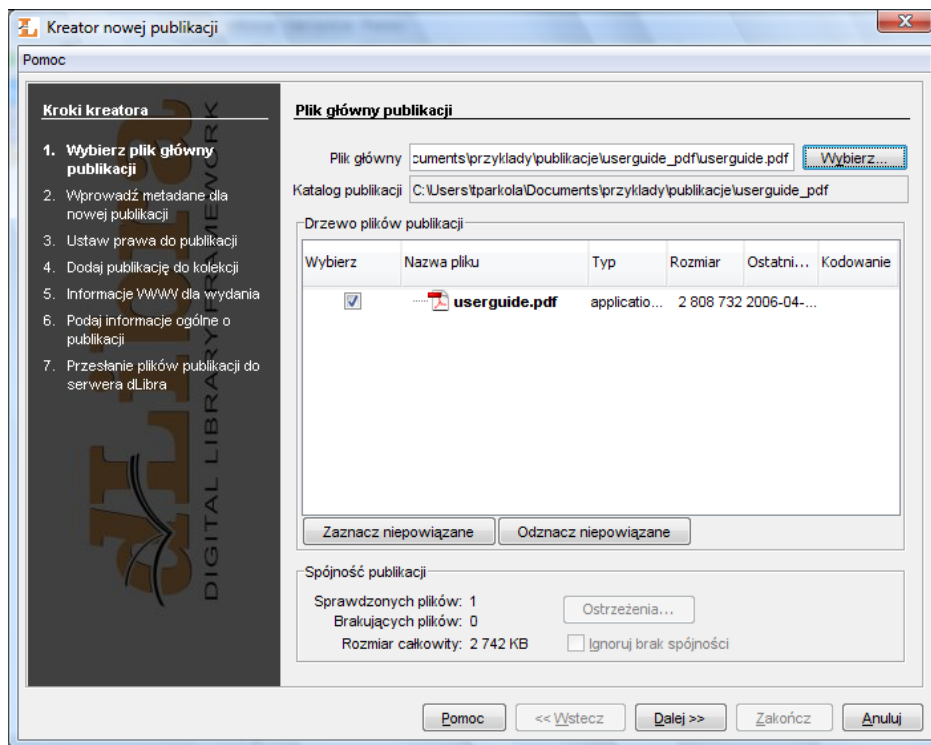 Kreator nowej publikacji
Pomoc
Kroki kreatora
1. Wybierz plik główny
publikacji
2. Wprowadź metadane dla
nowej publikacji
3. Ustaw prawa do publikacji
4. Dodaj publikację do kolekcji
5. Informacje WWW dla wydania
6. Podaj informacje ogólne o
publikacji
7. Przesłanie plików publikacji do
serwera dLibra
dLibra
DIGITAL LIBRARY FRAMEWORK
Plik główny publikacji
Plik główny cuments\przyklady\publikacje\userguide_pdf\userguide.pdf Wybierz...
Katalog publikacji C:\Users\tparkola\Documents\przyklady\publikacje\userguide_pdf
Drzewo plików publikacji
Wybierz Nazwa pliku Typ Rozmiar Ostatni... Kodowanie
userguide.pdf applicatio... 2 808 732 2006-04-...
Zaznacz niepowiązane Odznacz niepowiązane
Spójność publikacji
Sprawdzonych plików: 1 Ostrzeżenia...
Brakujących plików: 0
Rozmiar całkowity: 2 742 KB Ignoruj brak spójności
Pomoc << Wstecz Dalej >> Zakończ Anuluj